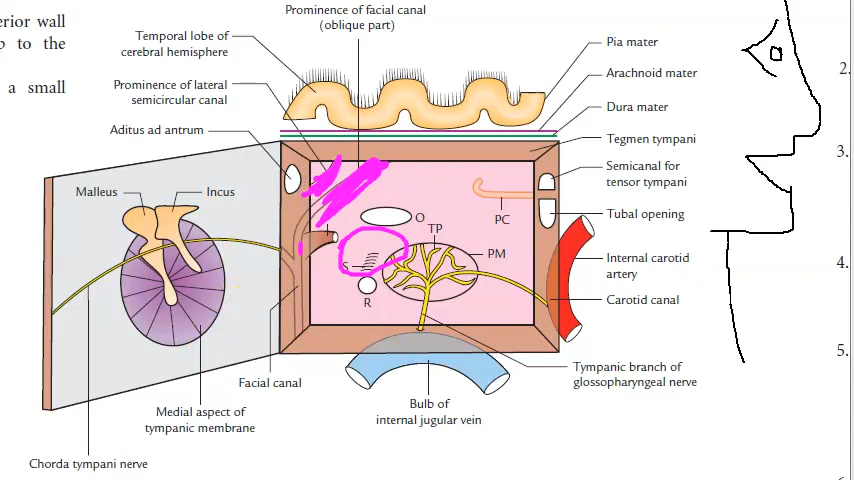 erior wall
p to the
a small
Prominence of facial canal
(oblique part)
Temporal lobe of
cerebral hemisphere
Prominence of lateral
semicircular canal
Aditus ad antrum
Malleus
Incus
Pia mater
Arachnoid mater
Dura mater
Tegmen tympani
Semicanal for
tensor tympani
Tubal opening
Internal carotid
artery
Carotid canal
O
TP
PC
PM
S
R
Facial canal
Medial aspect of
tympanic membrane
Chorda tympani nerve
Bulb of
internal jugular vein
Tympanic branch of
glossopharyngeal nerve
2.
3.
4.
5.